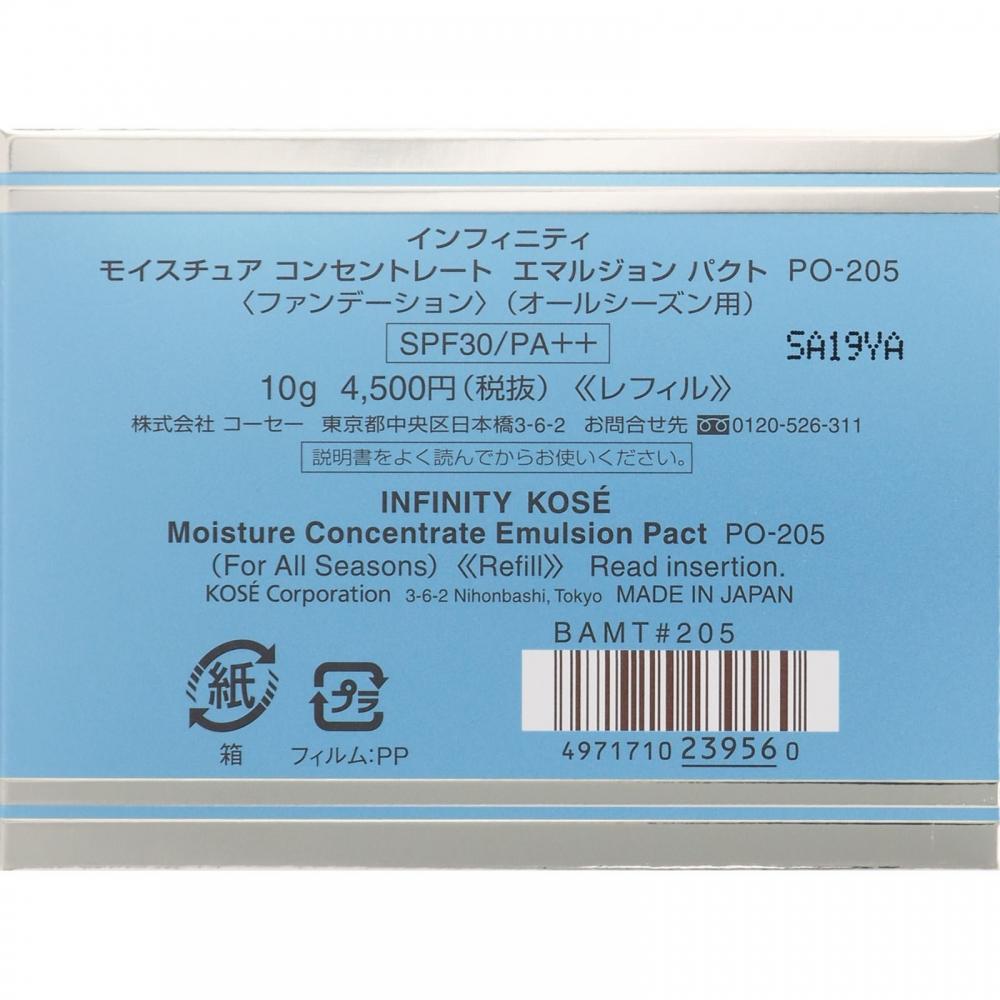 インフィニティ
モイスチュア コンセントレート エマルジョン パクト PO-205
〈ファンデーション〉(オールシーズン用)
SPF30/PA++
SA19YA
10g 4,500円(税抜)《レフィル》
株式会社 コーセー 東京都中央区日本橋3-6-2 お問合せ先 0120-526-311
説明書をよく読んでからお使いください。
INFINITY KOSÉ
Moisture Concentrate Emulsion Pact PO-205
(For All Seasons)《Refill》 Read insertion.
KOSÉ Corporation 3-6-2 Nihonbashi, Tokyo MADE IN JAPAN
BAMT#205
紙
プラ
箱
フィルム:PP
4971710 239560